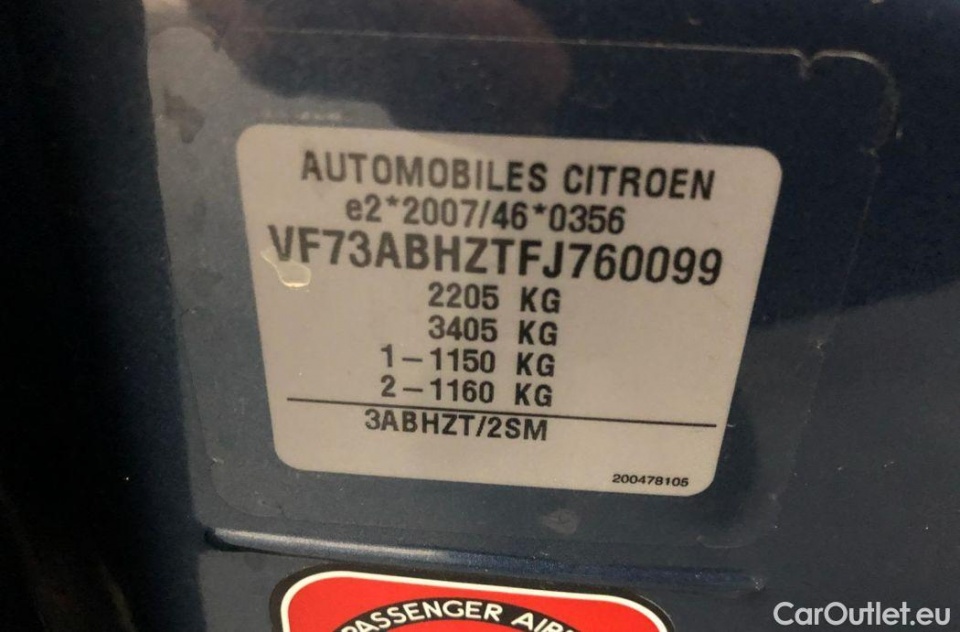 AUTOMOBILES CITROEN
e2*2007/46*0356
VF73ABHZTFJ760099
2205 KG
3405 KG
1-1150 KG
2-1160 KG
3ABHZT/2SM
200478105
PASSENGER
CarOutlet.eu